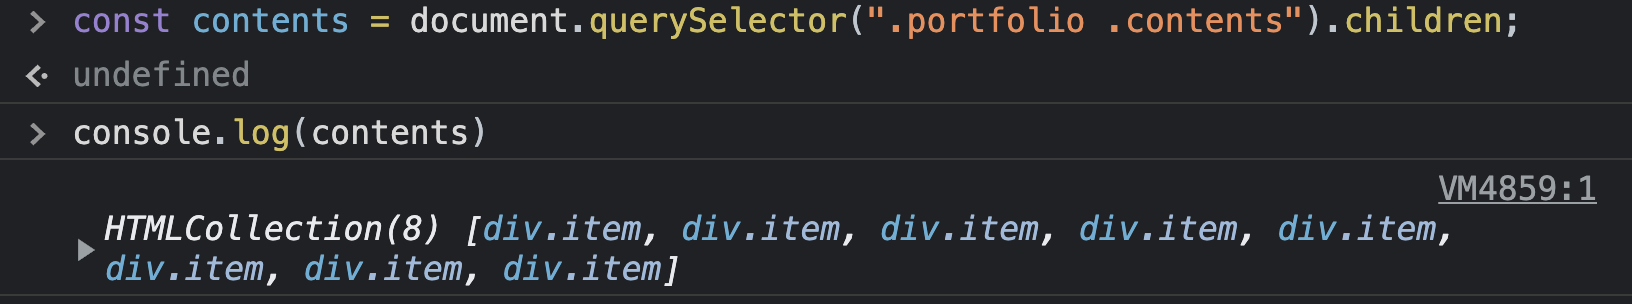 > const contents = document.querySelector(".portfolio .contents").children;
undefined
> console.log(contents)
VM4859:1
HTMLCollection(8) [div.item, div.item, div.item, div.item, div.item,
div.item, div.item, div.item]